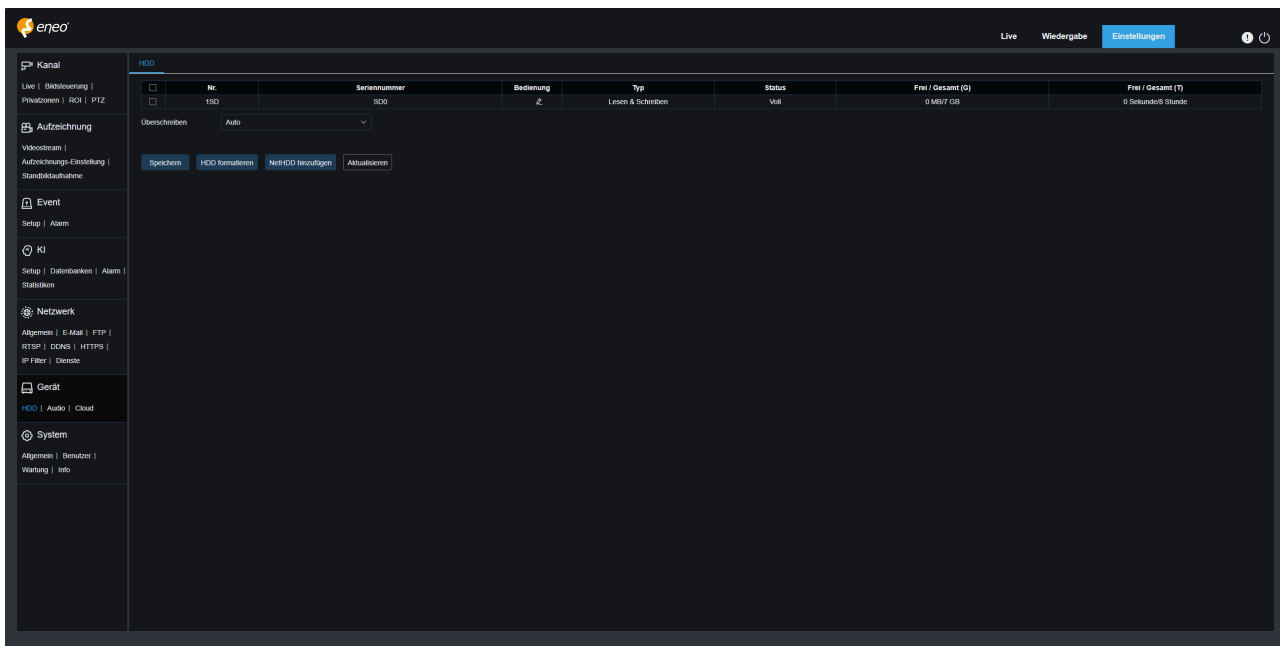 eneo
Live Wiedergabe Einstellungen
Kanal
Live | Bildsteuerung |
Privatzonen | ROI | PTZ
Aufzeichnung
Videostream |
Aufzeichnungs-Einstellung |
Standbildaufnahme
Event
Setup | Alarm
KI
Setup | Datenbanken | Alarm |
Statistiken
Netzwerk
Allgemein | E-Mail | FTP |
RTSP | DDNS | HTTPS |
IP Filter | Dienste
Gerät
HDD | Audio | Cloud
System
Allgemein | Benutzer |
Wartung | Info
HDD
Nr. Seriennummer Bedienung Typ Status Frei / Gesamt (G) Frei / Gesamt (T)
1SD SD0 Lesen & Schreiben Voll 0 MB/7 GB 0 Sekunde/8 Stunde
Überschreiben Auto
Speichern HDD formatieren NetHDD hinzufügen Aktualisieren